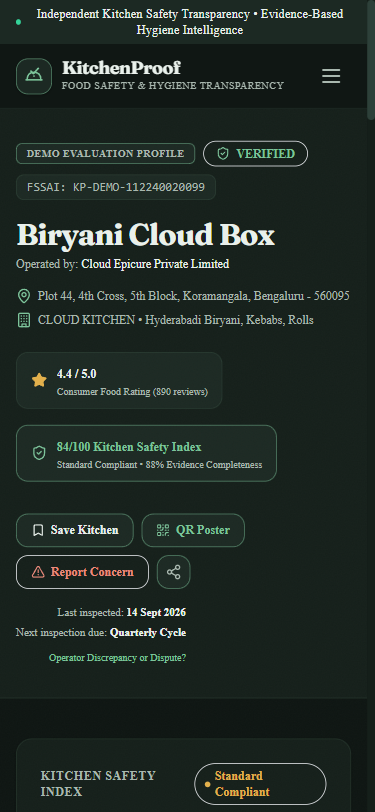 Independent Kitchen Safety Transparency • Evidence-Based
Hygiene Intelligence
KitchenProof
FOOD SAFETY & HYGIENE TRANSPARENCY
DEMO EVALUATION PROFILE
VERIFIED
FSSAI: KP-DEMO-112240020099
Biryani Cloud Box
Operated by: Cloud Epicure Private Limited
Plot 44, 4th Cross, 5th Block, Koramangala, Bengaluru - 560095
CLOUD KITCHEN • Hyderabadi Biryani, Kebabs, Rolls
4.4 / 5.0
Consumer Food Rating (890 reviews)
84/100 Kitchen Safety Index
Standard Compliant • 88% Evidence Completeness
Save Kitchen
QR Poster
Report Concern
Last inspected: 14 Sept 2026
Next inspection due: Quarterly Cycle
Operator Discrepancy or Dispute?
KITCHEN SAFETY
INDEX
Standard
Compliant